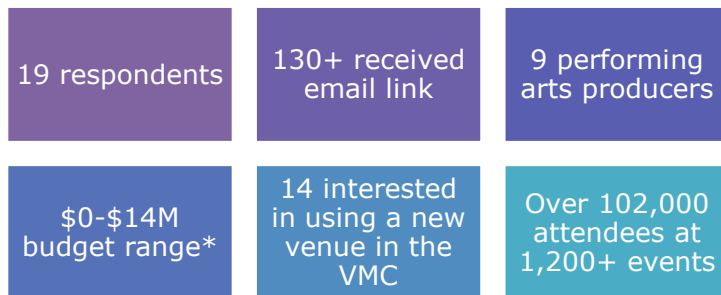 19 respondents
130+ received
email link
9 performing
arts producers
$0-$14M
budget range*
14 interested
in using a new
venue in the
VMC
Over 102,000
attendees at
1,200+ events